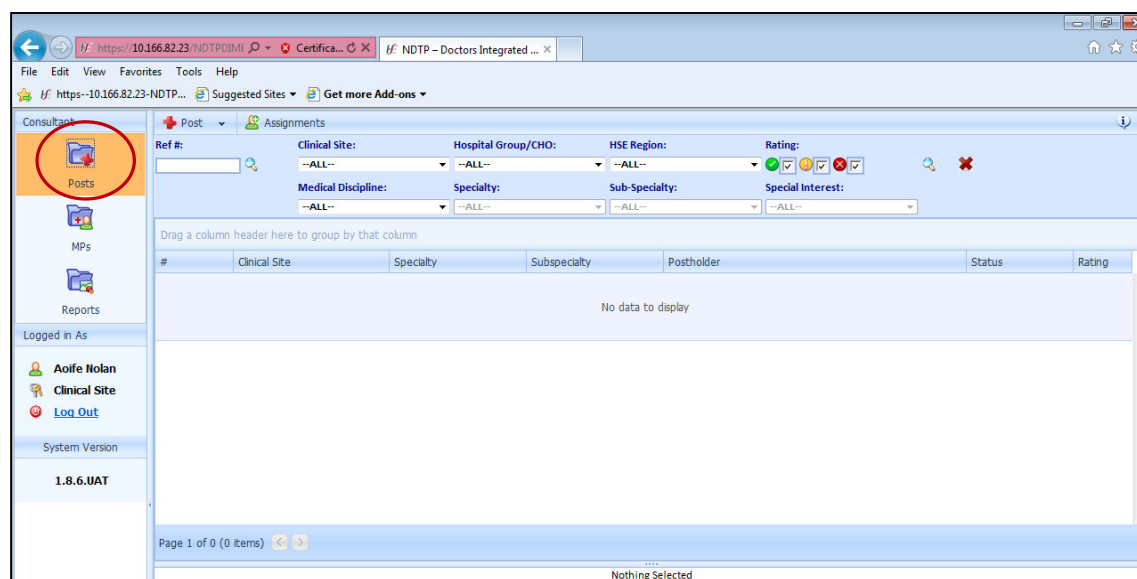 https://10.166.82.23/NDTPDIMI Certifica... NDTP – Doctors Integrated ...
File Edit View Favorites Tools Help
https--10.166.82.23-NDTP... Suggested Sites Get more Add-ons
Consultant Post Assignments
Ref #: Clinical Site: Hospital Group/CHO: HSE Region: Rating:
--ALL-- --ALL-- --ALL--
Posts
Medical Discipline: Specialty: Sub-Specialty: Special Interest:
--ALL-- --ALL-- --ALL-- --ALL--
Drag a column header here to group by that column
MPs
# Clinical Site Specialty Subspecialty Postholder Status Rating
No data to display
Reports
Logged in As
Aoife Nolan
Clinical Site
Log Out
System Version
1.8.6.UAT
Page 1 of 0 (0 items)
Nothing Selected